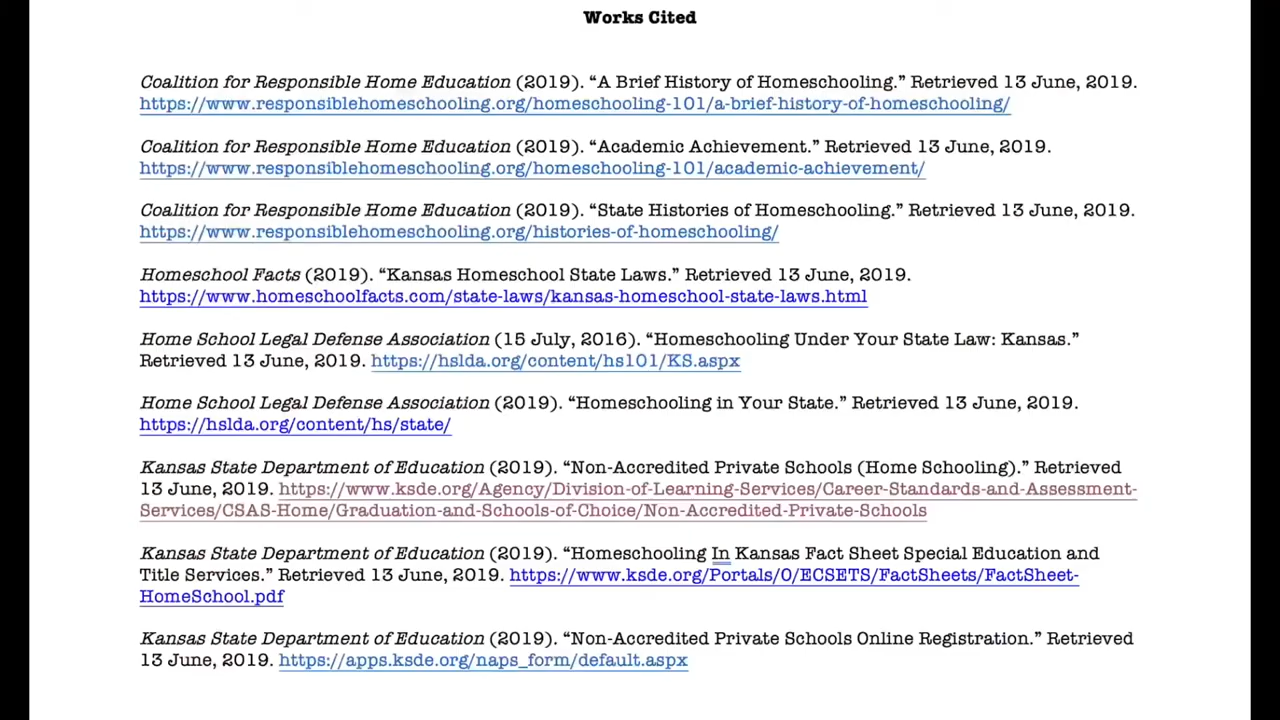 Works Cited
Coalition for Responsible Home Education (2019). “A Brief History of Homeschooling.” Retrieved 13 June, 2019.
https://www.responsiblehomeschooling.org/homeschooling-101/a-brief-history-of-homeschooling/
Coalition for Responsible Home Education (2019). “Academic Achievement.” Retrieved 13 June, 2019.
https://www.responsiblehomeschooling.org/homeschooling-101/academic-achievement/
Coalition for Responsible Home Education (2019). “State Histories of Homeschooling.” Retrieved 13 June, 2019.
https://www.responsiblehomeschooling.org/histories-of-homeschooling/
Homeschool Facts (2019). “Kansas Homeschool State Laws.” Retrieved 13 June, 2019.
https://www.homeschoolfacts.com/state-laws/kansas-homeschool-state-laws.html
Home School Legal Defense Association (15 July, 2016). “Homeschooling Under Your State Law: Kansas.”
Retrieved 13 June, 2019. https://hslda.org/content/hs101/KS.aspx
Home School Legal Defense Association (2019). “Homeschooling in Your State.” Retrieved 13 June, 2019.
https://hslda.org/content/hs/state/
Kansas State Department of Education (2019). “Non-Accredited Private Schools (Home Schooling).” Retrieved
13 June, 2019. https://www.ksde.org/Agency/Division-of-Learning-Services/Career-Standards-and-Assessment-
Services/CSAS-Home/Graduation-and-Schools-of-Choice/Non-Accredited-Private-Schools
Kansas State Department of Education (2019). “Homeschooling In Kansas Fact Sheet Special Education and
Title Services.” Retrieved 13 June, 2019. https://www.ksde.org/Portals/0/ECSETS/FactSheets/FactSheet-
HomeSchool.pdf
Kansas State Department of Education (2019). “Non-Accredited Private Schools Online Registration.” Retrieved
13 June, 2019. https://apps.ksde.org/naps_form/default.aspx